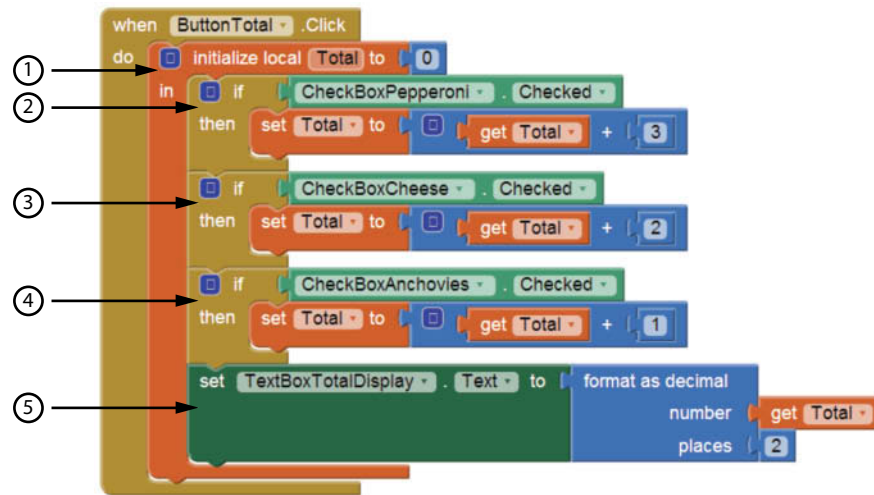 when ButtonTotal .Click
do initialize local Total to 0
1
in if CheckBoxPepperoni . Checked
2
then set Total to get Total + 3
if CheckBoxCheese . Checked
3
then set Total to get Total + 2
if CheckBoxAnchovies . Checked
4
then set Total to get Total + 1
set TextBoxTotalDisplay . Text to format as decimal
5
number get Total
places 2